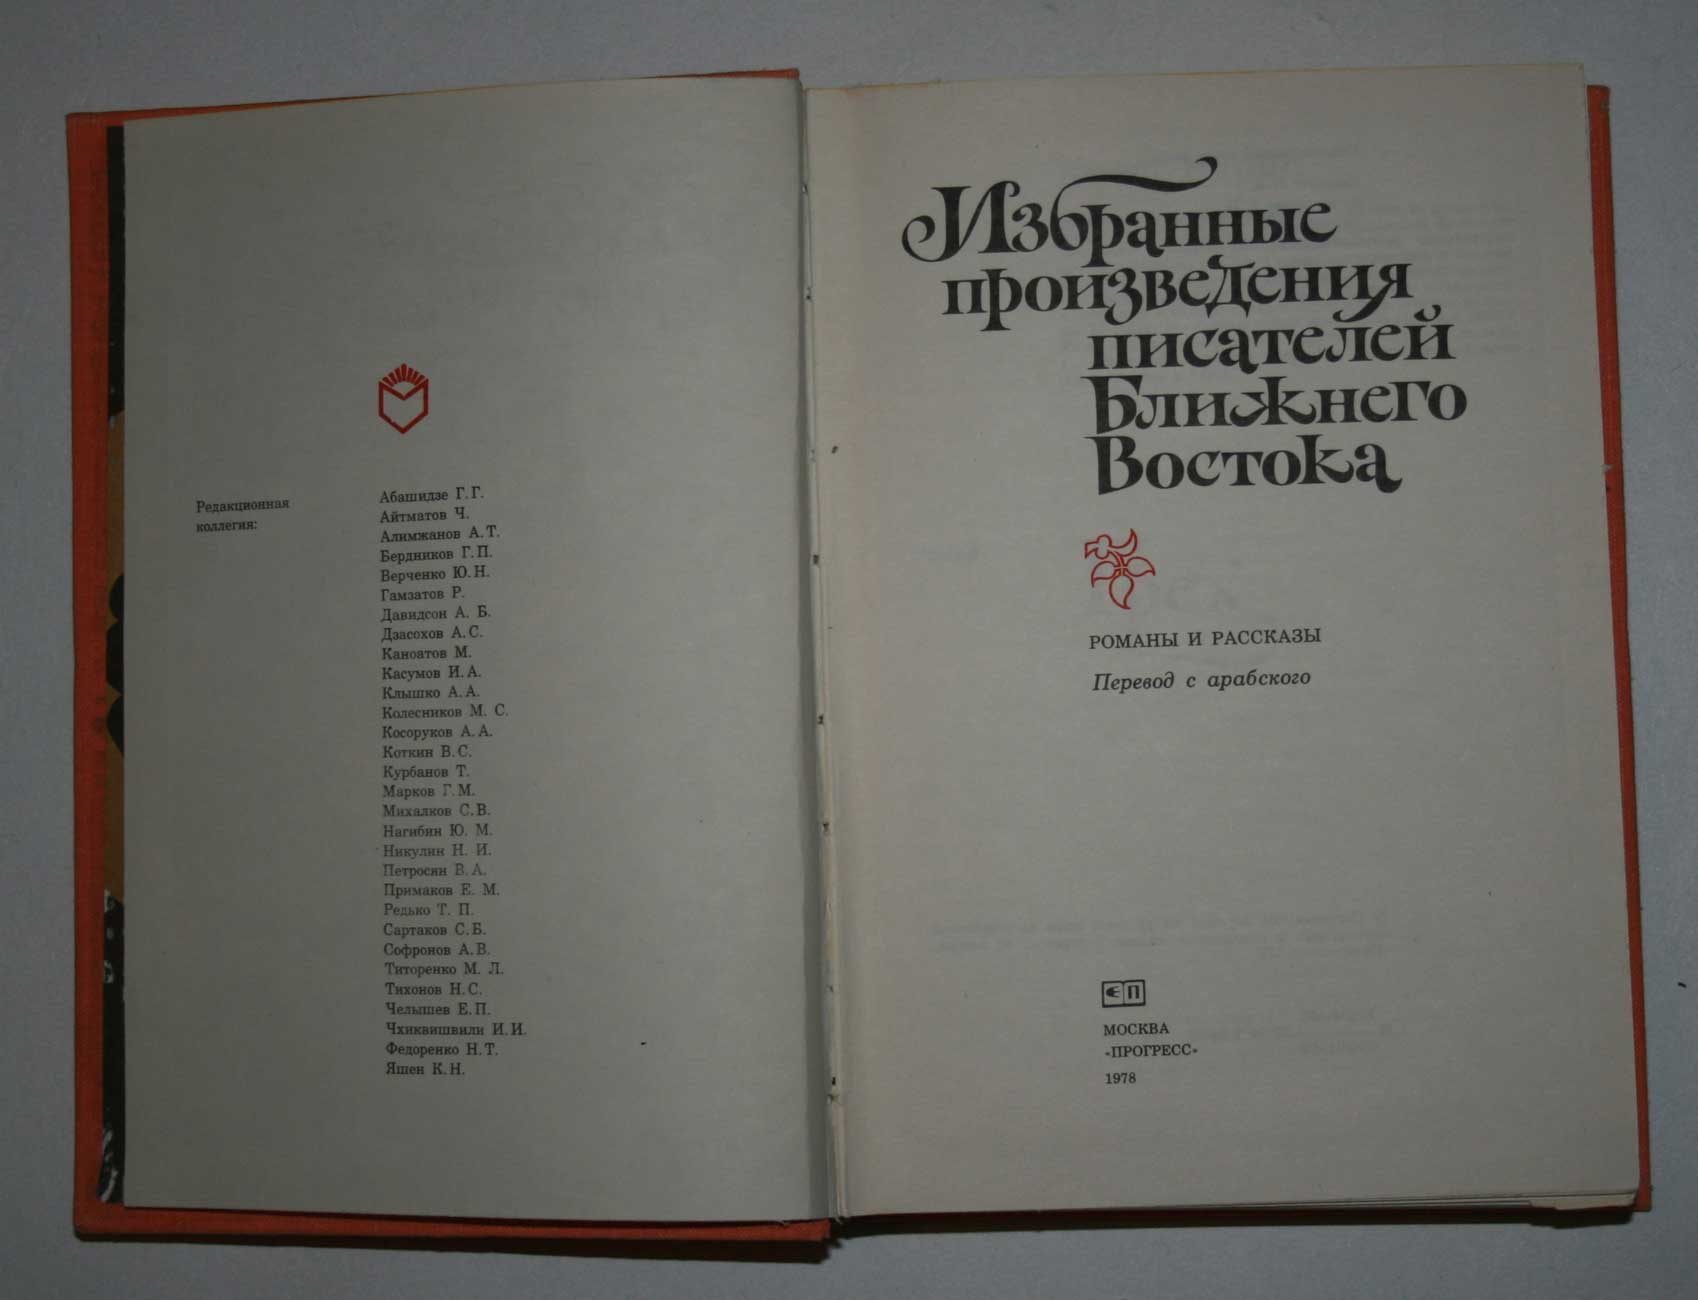 Редакционная
коллегия:
Абашидзе Г. Г.
Айтматов Ч.
Алимжанов А. Т.
Бердников Г. П.
Верченко Ю. Н.
Гамзатов Р.
Давидсон А. Б.
Дзасохов А. С.
Каноатов М.
Касумов И. А.
Клышко А. А.
Колесников М. С.
Косоруков А. А.
Коткин В. С.
Курбанов Т.
Марков Г. М.
Михалков С. В.
Нагибин Ю. М.
Никулин Н. И.
Петросян В. А.
Примаков Е. М.
Редько Т. П.
Сартаков С. Б.
Софронов А. В.
Титоренко М. Л.
Тихонов Н. С.
Челышев Е. П.
Чхиквишвили И. И.
Федоренко Н. Т.
Яшен К. Н.
Избранные
произведения
писателей
Ближнего
Востока
РОМАНЫ И РАССКАЗЫ
Перевод с арабского
МОСКВА
«ПРОГРЕСС»
1978